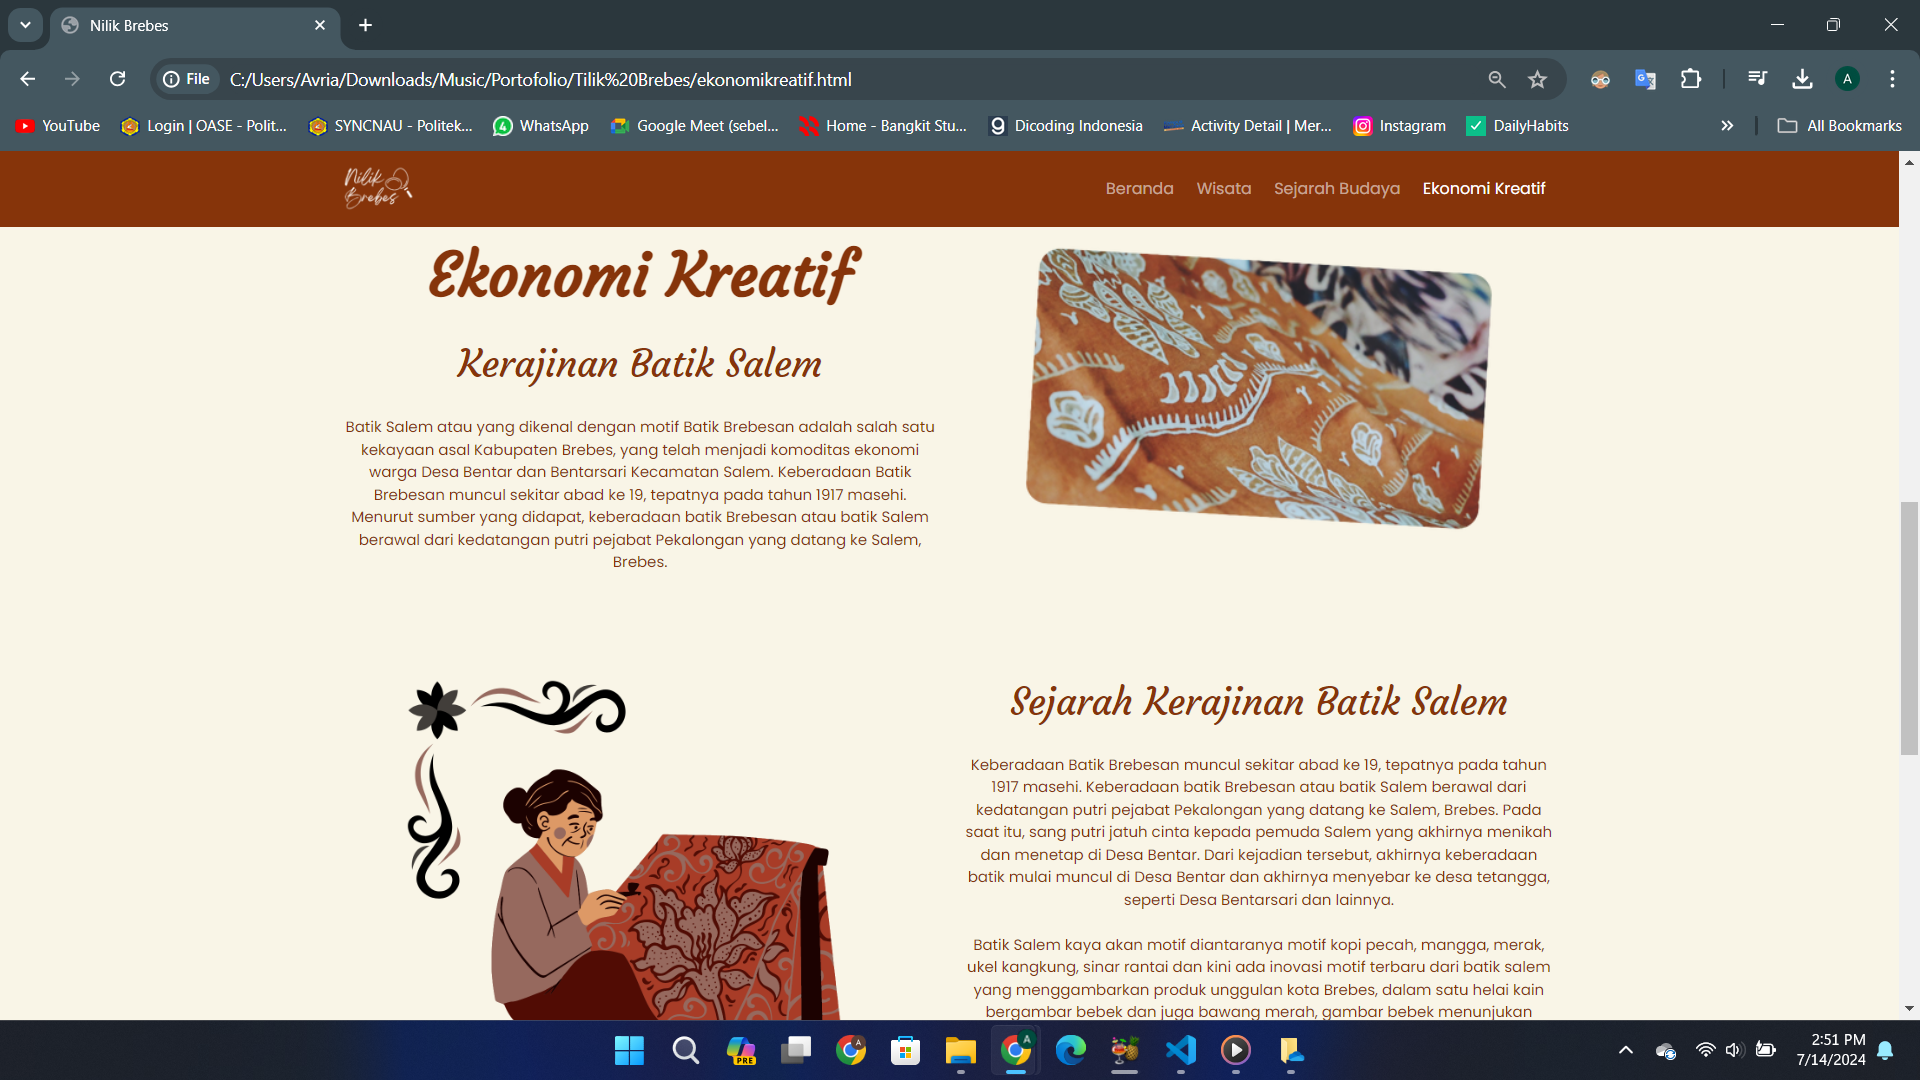 Nilik Brebes
File
C:/Users/Avria/Downloads/Music/Portofolio/Tilik%20Brebes/ekonomikreatif.html
A
YouTube
Login | OASE - Polit...
SYNCNAU - Politek...
4
WhatsApp
Google Meet (sebel...
Home - Bangkit Stu...
Dicoding Indonesia
Activity Detail | Mer...
Instagram
DailyHabits
All Bookmarks
Nilik
Brebes
Beranda
Wisata
Sejarah Budaya
Ekonomi Kreatif
Ekonomi Kreatif
Kerajinan Batik Salem
Batik Salem atau yang dikenal dengan motif Batik Brebesan adalah salah satu
kekayaan asal Kabupaten Brebes, yang telah menjadi komoditas ekonomi
warga Desa Bentar dan Bentarsari Kecamatan Salem. Keberadaan Batik
Brebesan muncul sekitar abad ke 19, tepatnya pada tahun 1917 masehi.
Menurut sumber yang didapat, keberadaan batik Brebesan atau batik Salem
berawal dari kedatangan putri pejabat Pekalongan yang datang ke Salem,
Brebes.
Sejarah Kerajinan Batik Salem
Keberadaan Batik Brebesan muncul sekitar abad ke 19, tepatnya pada tahun
1917 masehi. Keberadaan batik Brebesan atau batik Salem berawal dari
kedatangan putri pejabat Pekalongan yang datang ke Salem, Brebes. Pada
saat itu, sang putri jatuh cinta kepada pemuda Salem yang akhirnya menikah
dan menetap di Desa Bentar. Dari kejadian tersebut, akhirnya keberadaan
batik mulai muncul di Desa Bentar dan akhirnya menyebar ke desa tetangga,
seperti Desa Bentarsari dan lainnya.
Batik Salem kaya akan motif diantaranya motif kopi pecah, mangga, merak,
ukel kangkung, sinar rantai dan kini ada inovasi motif terbaru dari batik salem
yang menggambarkan produk unggulan kota Brebes, dalam satu helai kain
bergambar bebek dan juga bawang merah, gambar bebek menunjukan
PRE
A
A
2:51 PM
7/14/2024